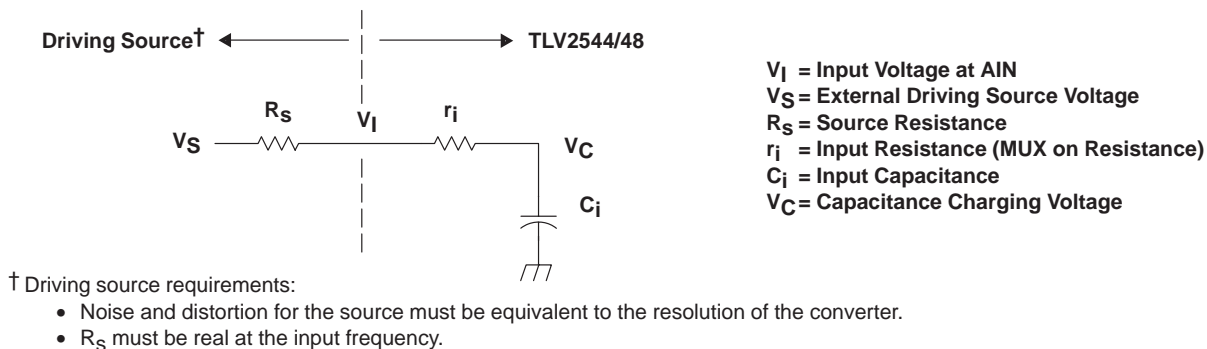 Driving Source†
TLV2544/48
Rs
VI
ri
VS
VC
Ci
VI = Input Voltage at AIN
VS = External Driving Source Voltage
Rs = Source Resistance
ri = Input Resistance (MUX on Resistance)
Ci = Input Capacitance
VC = Capacitance Charging Voltage
† Driving source requirements:
• Noise and distortion for the source must be equivalent to the resolution of the converter.
• Rs must be real at the input frequency.